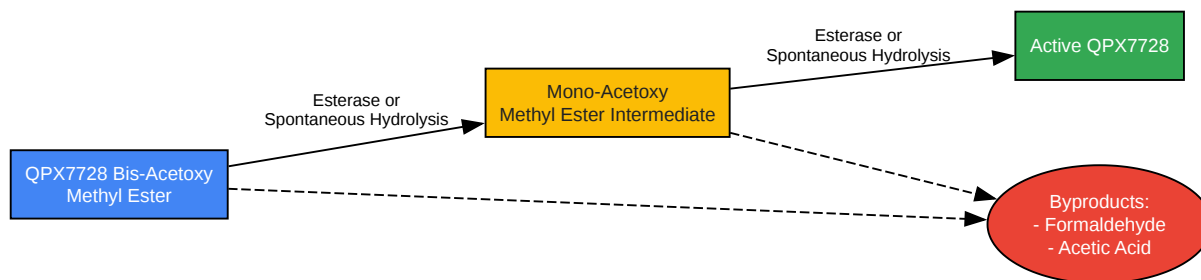 Esterase or
Spontaneous Hydrolysis
Active QPX7728
Esterase or
Spontaneous Hydrolysis
Mono-Acetoxy
Methyl Ester Intermediate
QPX7728 Bis-Acetoxy
Methyl Ester
Byproducts:
- Formaldehyde
- Acetic Acid